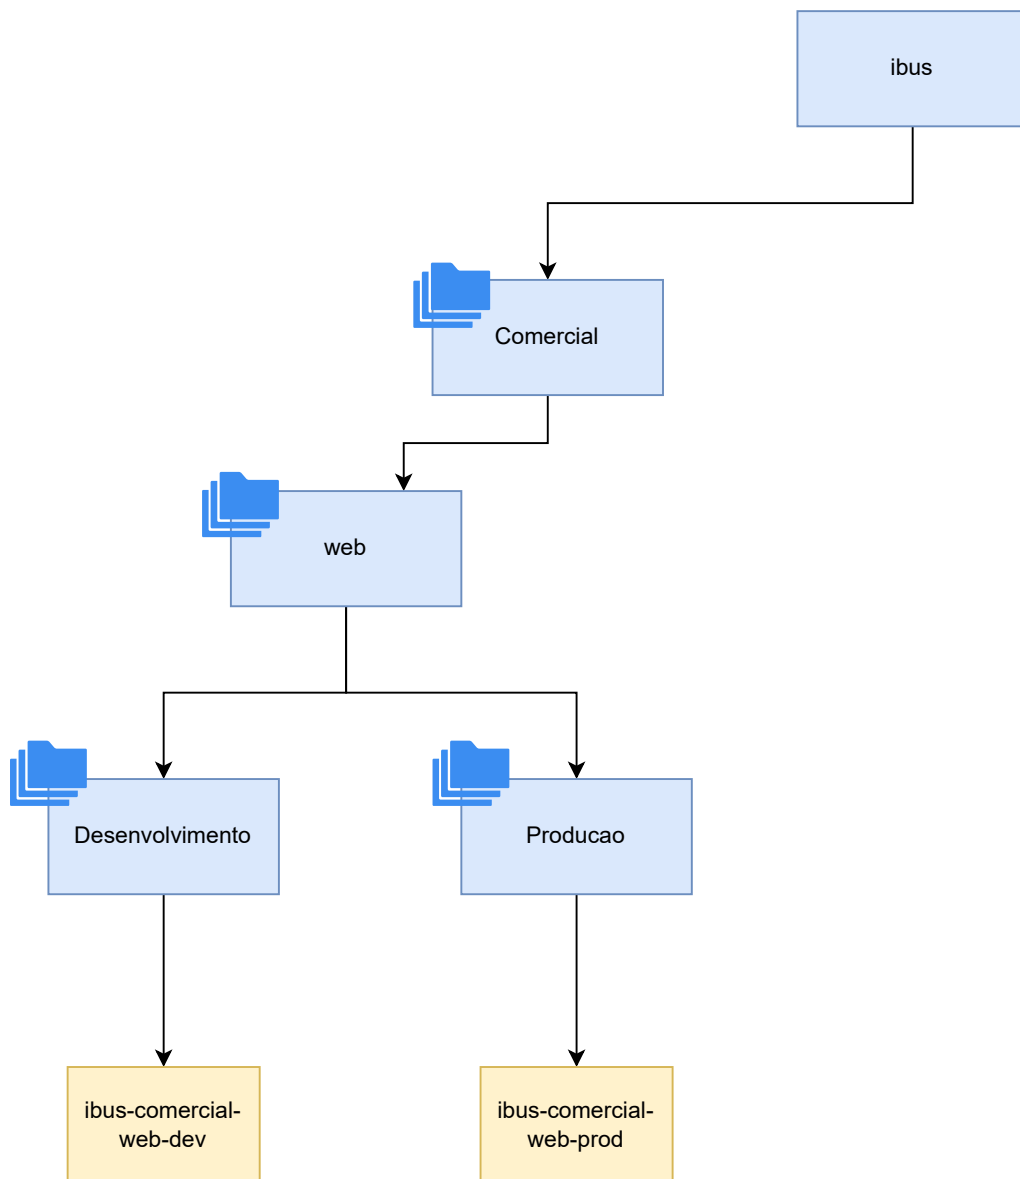 ibus
Comercial
web
Desenvolvimento
Producao
ibus-comercial-
web-dev
ibus-comercial-
web-prod